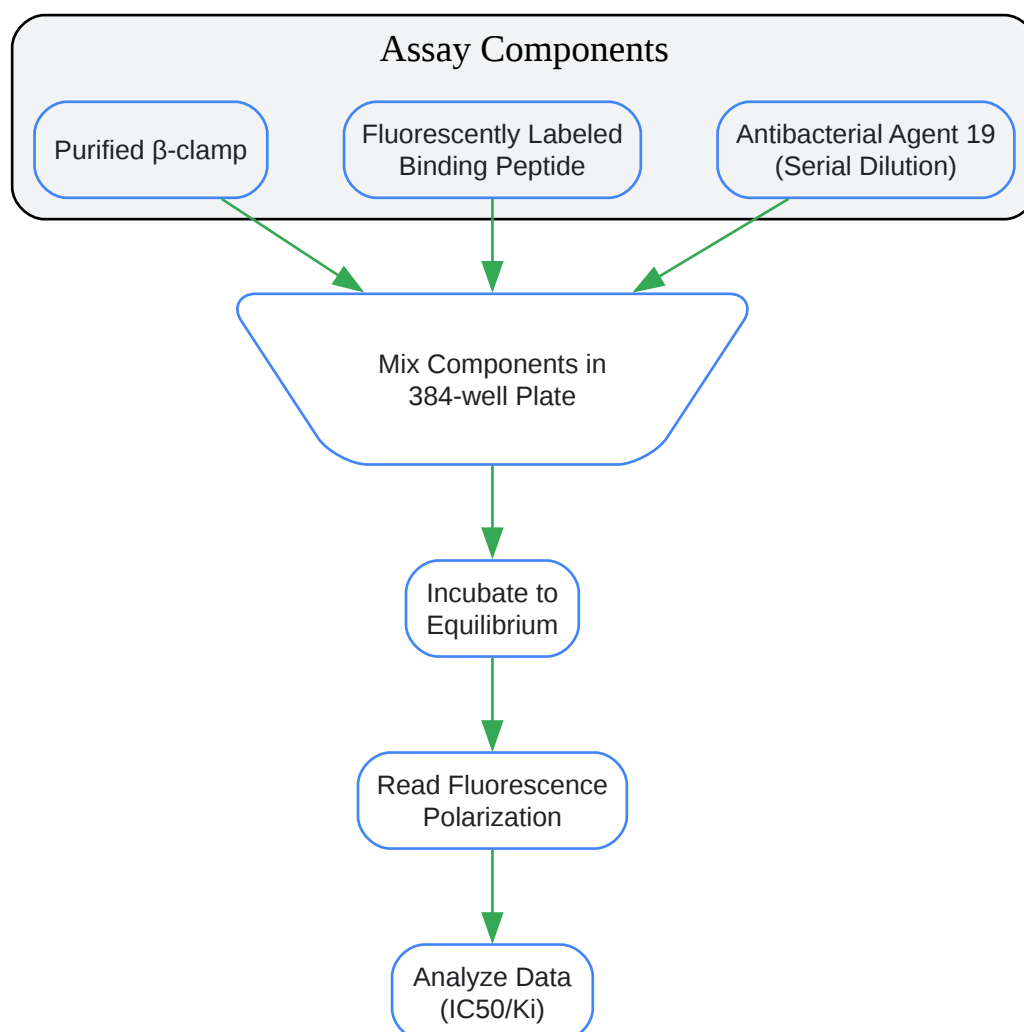 Assay Components
Purified β-clamp
Fluorescently Labeled
Binding Peptide
Antibacterial Agent 19
(Serial Dilution)
Mix Components in
384-well Plate
Incubate to
Equilibrium
Read Fluorescence
Polarization
Analyze Data
(IC50/Ki)